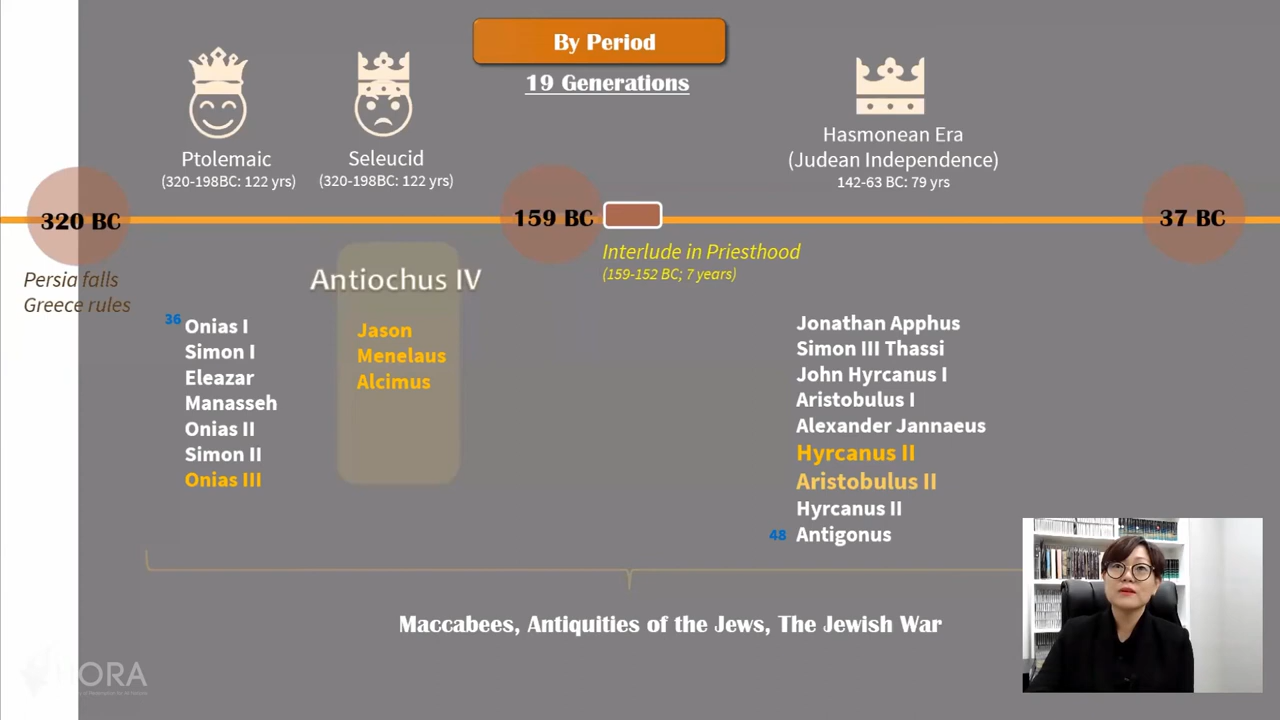 By Period
19 Generations
Ptolemaic
(320-198BC: 122 yrs)
Seleucid
(320-198BC: 122 yrs)
Hasmonean Era
(Judean Independence)
142-63 BC: 79 yrs
320 BC
159 BC
37 BC
Persia falls
Greece rules
Interlude in Priesthood
(159-152 BC; 7 years)
Antiochus IV
36
Onias I
Simon I
Eleazar
Manasseh
Onias II
Simon II
Onias III
Jason
Menelaus
Alcimus
Jonathan Apphus
Simon III Thassi
John Hyrcanus I
Aristobulus I
Alexander Jannaeus
Hyrcanus II
Aristobulus II
Hyrcanus II
48 Antigonus
Maccabees, Antiquities of the Jews, The Jewish War
HORA